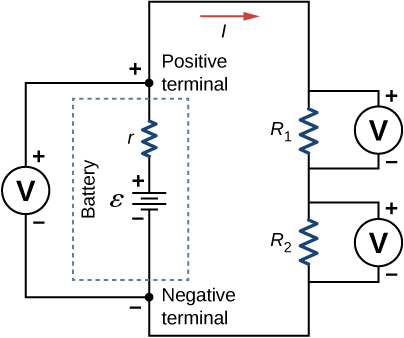 I
+
Positive
terminal
+
V
−
Battery
r
+
ε
−
R1
+
V
−
R2
+
V
−
Negative
terminal
−